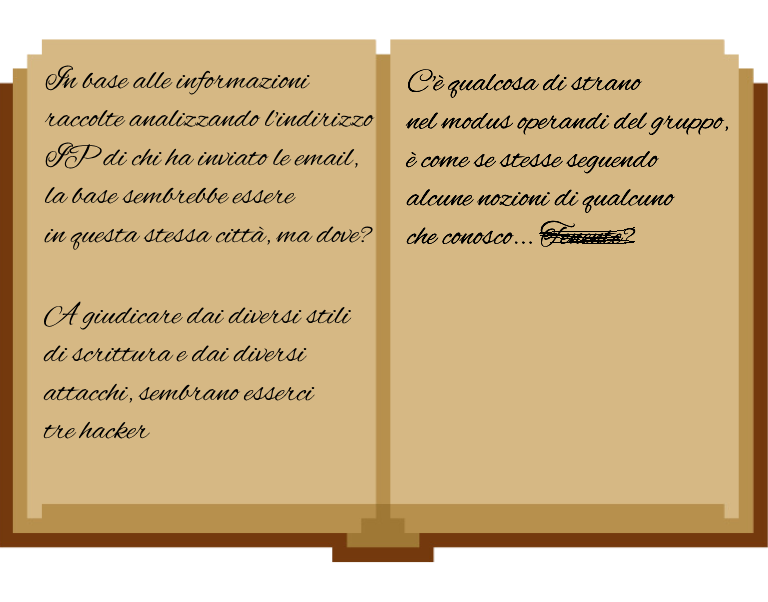 In base alle informazioni
raccolte analizzando l'indirizzo
IP di chi ha inviato le email,
la base sembrebbe essere
in questa stessa città, ma dove?
A giudicare dai diversi stili
di scrittura e dai diversi
attacchi, sembrano esserci
tre hacker
C'è qualcosa di strano
nel modus operandi del gruppo,
è come se stesse seguendo
alcune nozioni di qualcuno
che conosco...